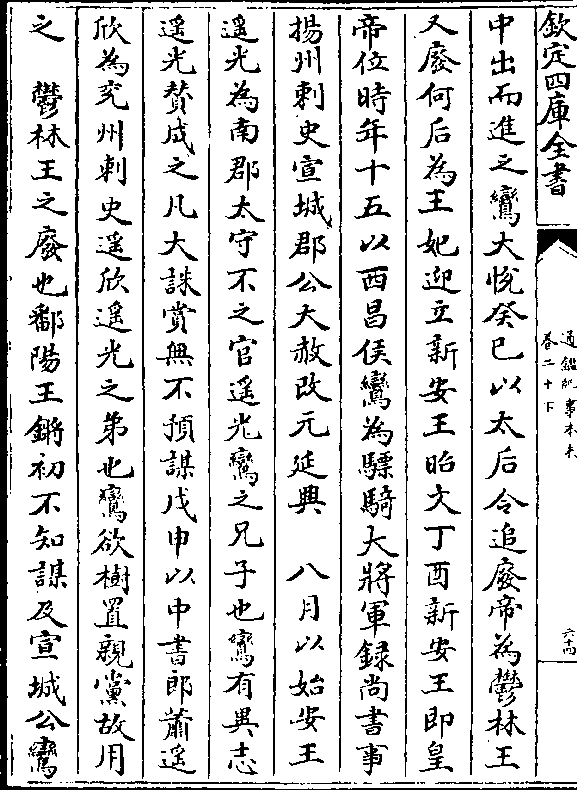 欽定四庫全書
通鑑紀事本末
卷二十下
六十四
中出而進之鸞大悅癸巳以太后令追廢帝為鬱林王
又廢何后為王妃迎立新安王昭文丁酉新安王即皇
帝位時年十五以西昌侯鸞為驃騎大將軍録尚書事
揚州刺史宣城郡公大赦改元延興　八月以始安王
遥光為南郡太守不之官遥光鸞之兄子也鸞有異志
遥光賛成之凡大誅賞無不預謀戊申以中書郎蕭遥
欣為兖州刺史遥欣遥光之弟也鸞欲樹置親黨故用
之　鬱林王之廢也鄱陽王鏘初不知謀及宣城公鸞